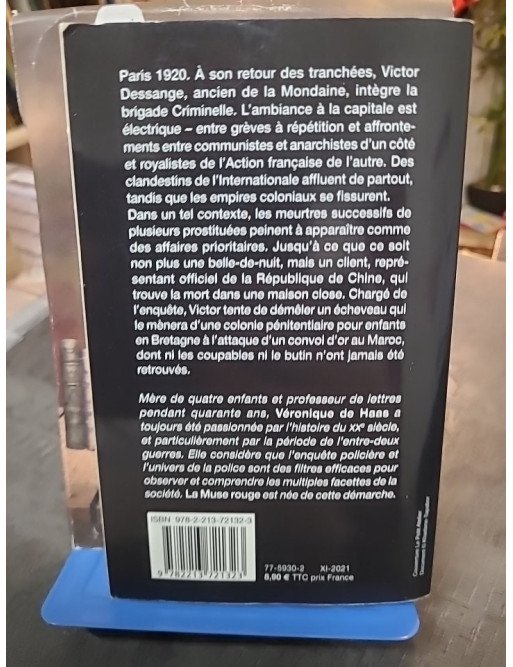 Paris 1920. À son retour des tranchées, Victor
Dessange, ancien de la Mondaine, intègre la
brigade Criminelle. L'ambiance à la capitale est
électrique – entre grèves à répétition et affronte-
ments entre communistes et anarchistes d'un côté
et royalistes de l'Action française de l'autre. Des
clandestins de l'Internationale affluent de partout,
tandis que les empires coloniaux se fissurent.
Dans un tel contexte, les meurtres successifs de
plusieurs prostituées peinent à apparaître comme
des affaires prioritaires. Jusqu'à ce que ce soit
non plus une belle-de-nuit, mais un client, repré-
sentant officiel de la République de Chine, qui
trouve la mort dans une maison close. Chargé de
l'enquête, Victor tente de démêler un écheveau qui
le mènera d'une colonie pénitentiaire pour enfants
en Bretagne à l'attaque d'un convoi d'or au Maroc,
dont ni les coupables ni le butin n'ont jamais été
retrouvés.
Mère de quatre enfants et professeur de lettres
pendant quarante ans, Véronique de Haas a
toujours été passionnée par l'histoire du XXe siècle,
et particulièrement par la période de l'entre-deux
guerres. Elle considère que l'enquête policière et
l'univers de la police sont des filtres efficaces pour
observer et comprendre les multiples facettes de la
société. La Muse rouge est née de cette démarche.
ISBN 978-2-213-72132-3
77-5930-2 XI-2021
8,90 € TTC prix France
9 782213 721323
Couverture Le Petit Atelier